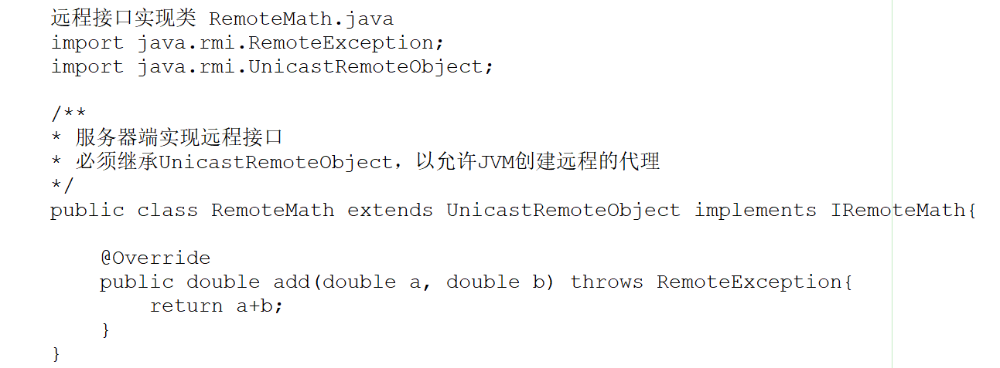 远程接口实现类 RemoteMath.java
import java.rmi.RemoteException;
import java.rmi.UnicastRemoteObject;
/**
* 服务器端实现远程接口
* 必须继承UnicastRemoteObject，以允许JVM创建远程的代理
*/
public class RemoteMath extends UnicastRemoteObject implements IRemoteMath{
@Override
public double add(double a, double b) throws RemoteException{
return a+b;
}
}